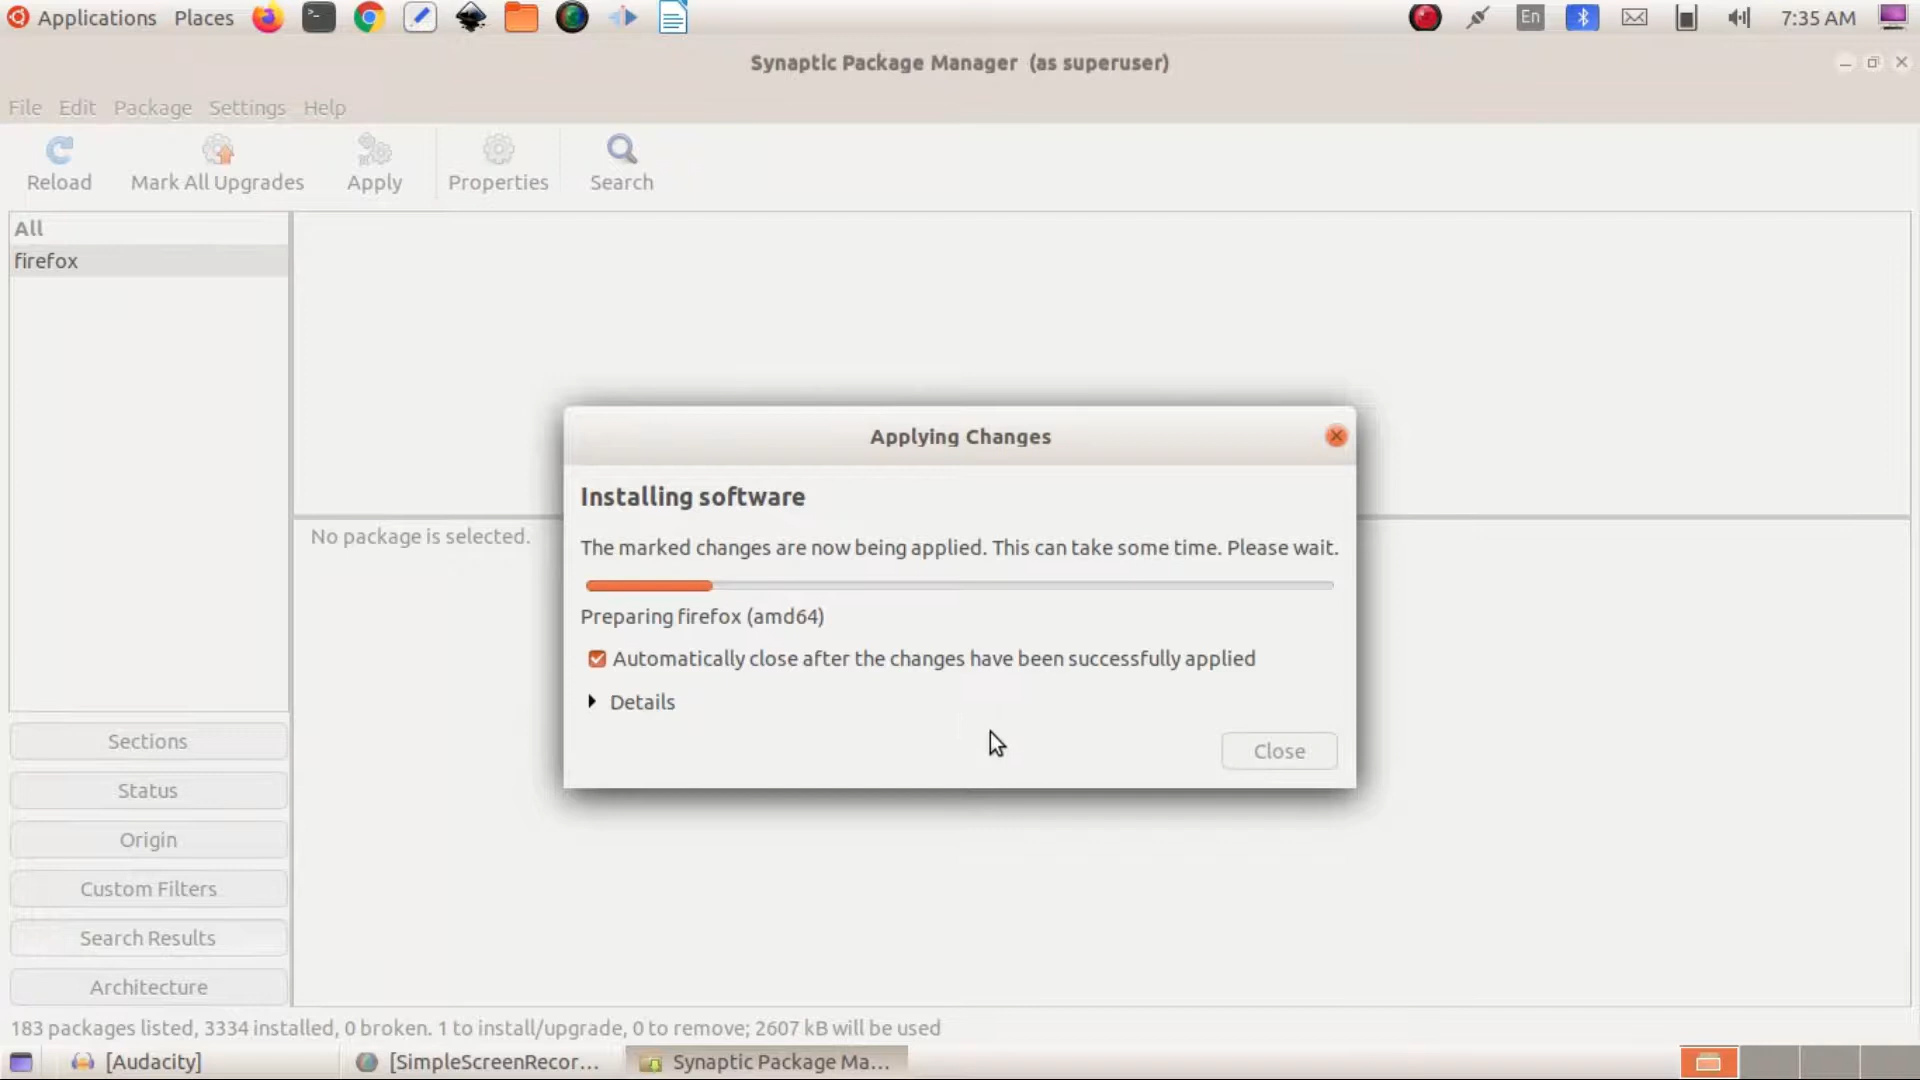 Applications Places En 7:35 AM
Synaptic Package Manager (as superuser)
File Edit Package Settings Help
Reload Mark All Upgrades Apply Properties Search
All
firefox
No package is selected.
Applying Changes
Installing software
The marked changes are now being applied. This can take some time. Please wait.
Preparing firefox (amd64)
Automatically close after the changes have been successfully applied
Details
Close
Sections
Status
Origin
Custom Filters
Search Results
Architecture
183 packages listed, 3334 installed, 0 broken. 1 to install/upgrade, 0 to remove; 2607 kB will be used
[Audacity] [SimpleScreenRecor... Synaptic Package Ma...